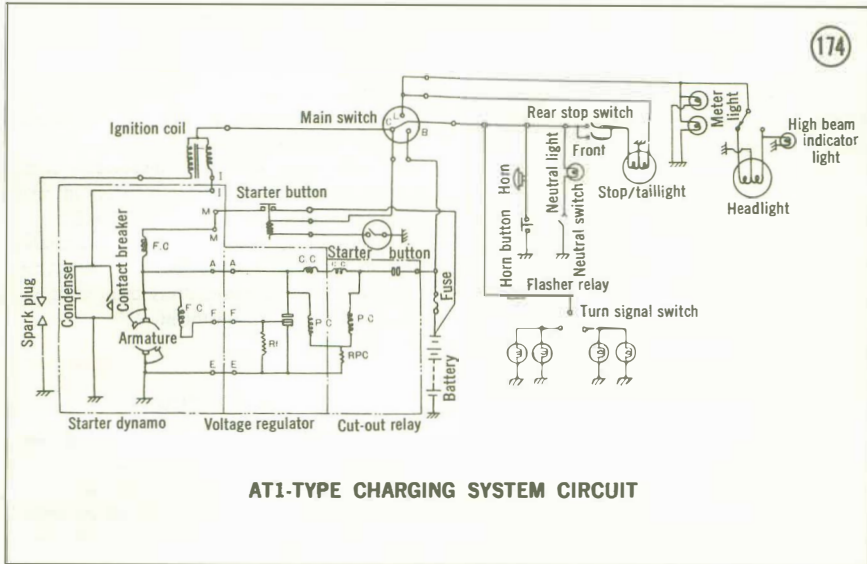 174
Ignition coil
Main switch
C
L
B
Rear stop switch
Front
Meter
light
High beam
indicator
light
Neutral light
Horn
Stop/taillight
Headlight
Horn button
Neutral switch
I
I
Starter button
M
M
Starter button
F.C
Contact breaker
Condenser
Spark plug
A A
C.C
C.C
Fuse
Flasher relay
Turn signal switch
F.C
F F
P.C
P.C
Armature
Rf
RPC
E E
Battery
Starter dynamo
Voltage regulator
Cut-out relay
AT1-TYPE CHARGING SYSTEM CIRCUIT